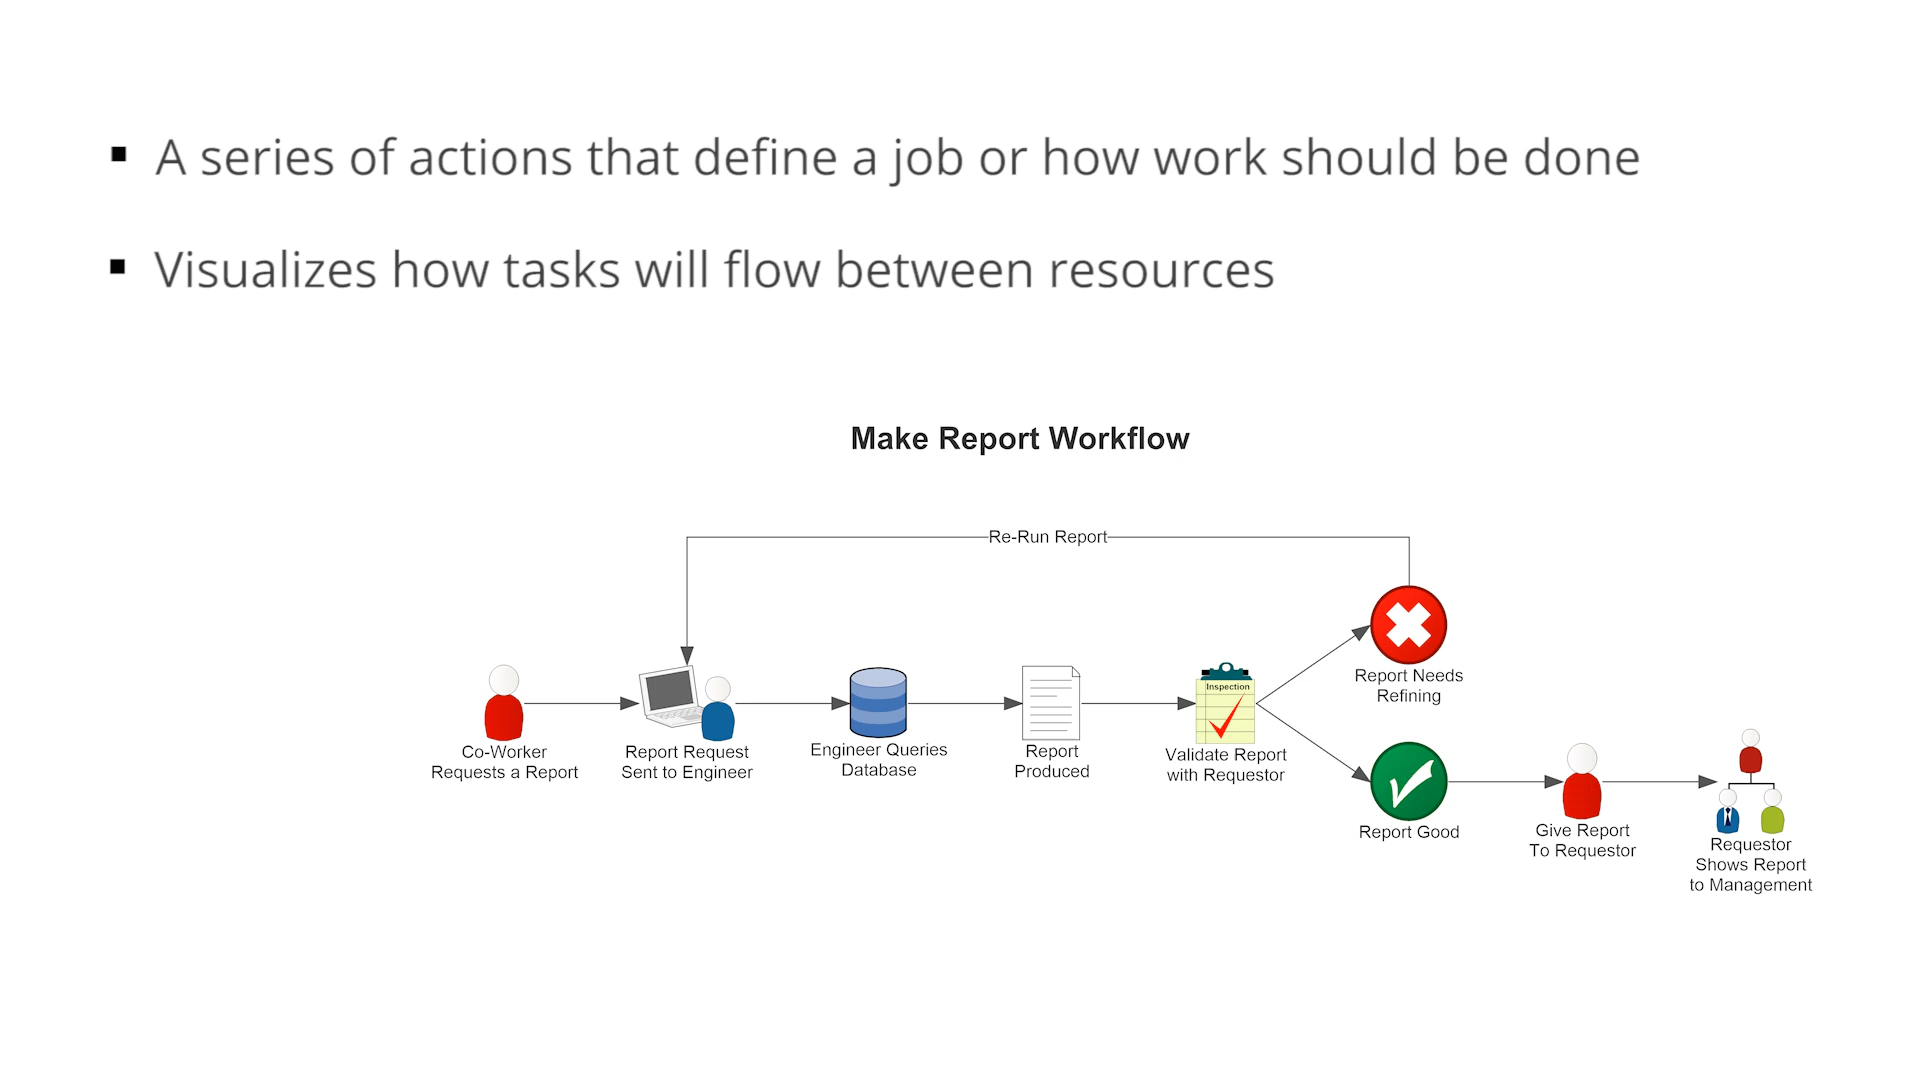 A series of actions that define a job or how work should be done
Visualizes how tasks will flow between resources
Make Report Workflow
Re-Run Report
Co-Worker
Requests a Report
Report Request
Sent to Engineer
Engineer Queries
Database
Report
Produced
Inspection
Validate Report
with Requestor
Report Needs
Refining
Report Good
Give Report
To Requestor
Requestor
Shows Report
to Management